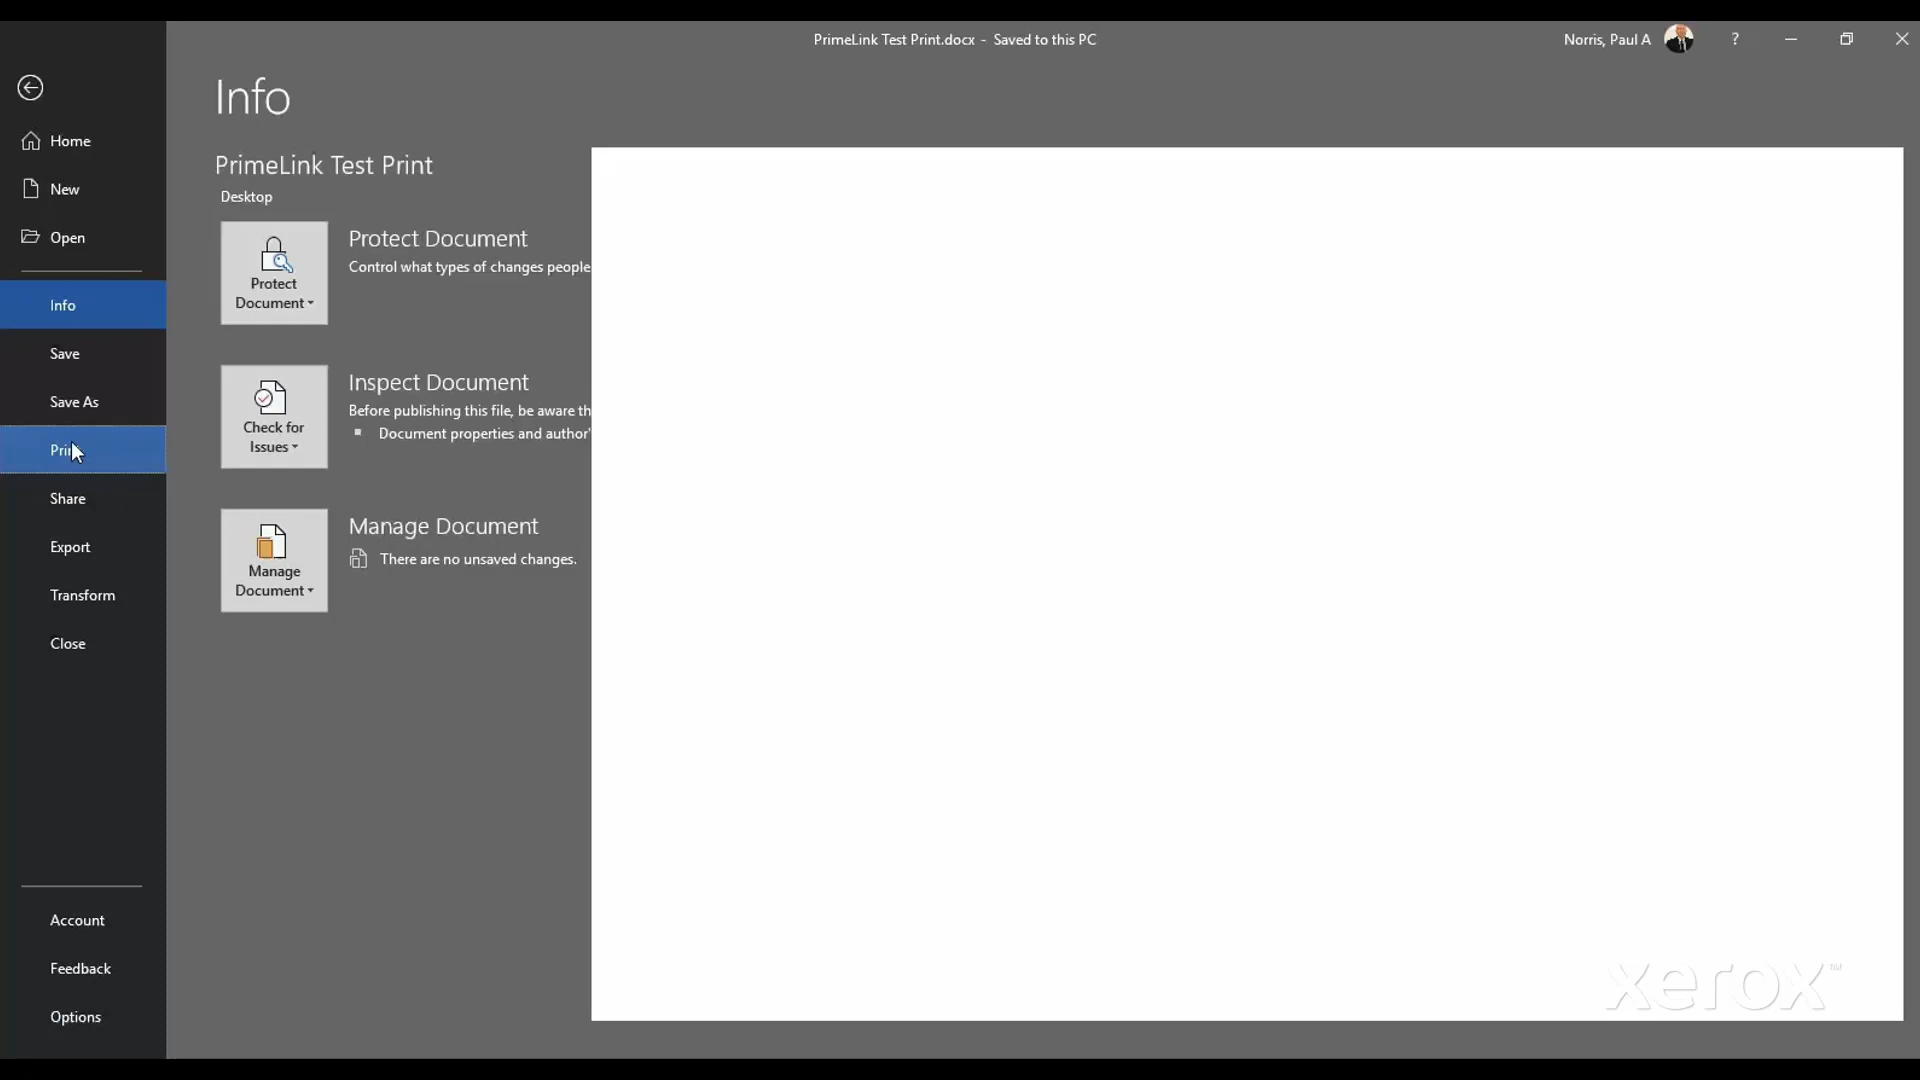 PrimeLink Test Print.docx - Saved to this PC
Norris, Paul A
?
Info
Home
New
Open
Info
Save
Save As
Print
Share
Export
Transform
Close
Account
Feedback
Options
PrimeLink Test Print
Desktop
Protect
Document
Protect Document
Control what types of changes people
Check for
Issues
Inspect Document
Before publishing this file, be aware th
Document properties and author'
Manage
Document
Manage Document
There are no unsaved changes.
xerox™